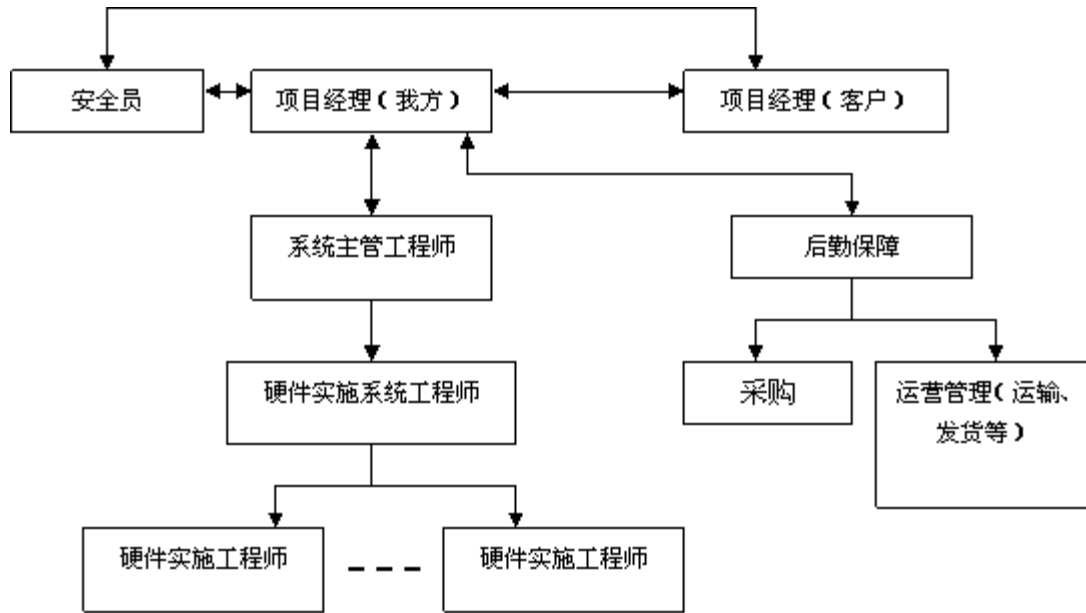 安全员
项目经理（我方）
项目经理（客户）
系统主管工程师
后勤保障
硬件实施系统工程师
采购
运营管理（运输、
发货等）
硬件实施工程师
硬件实施工程师